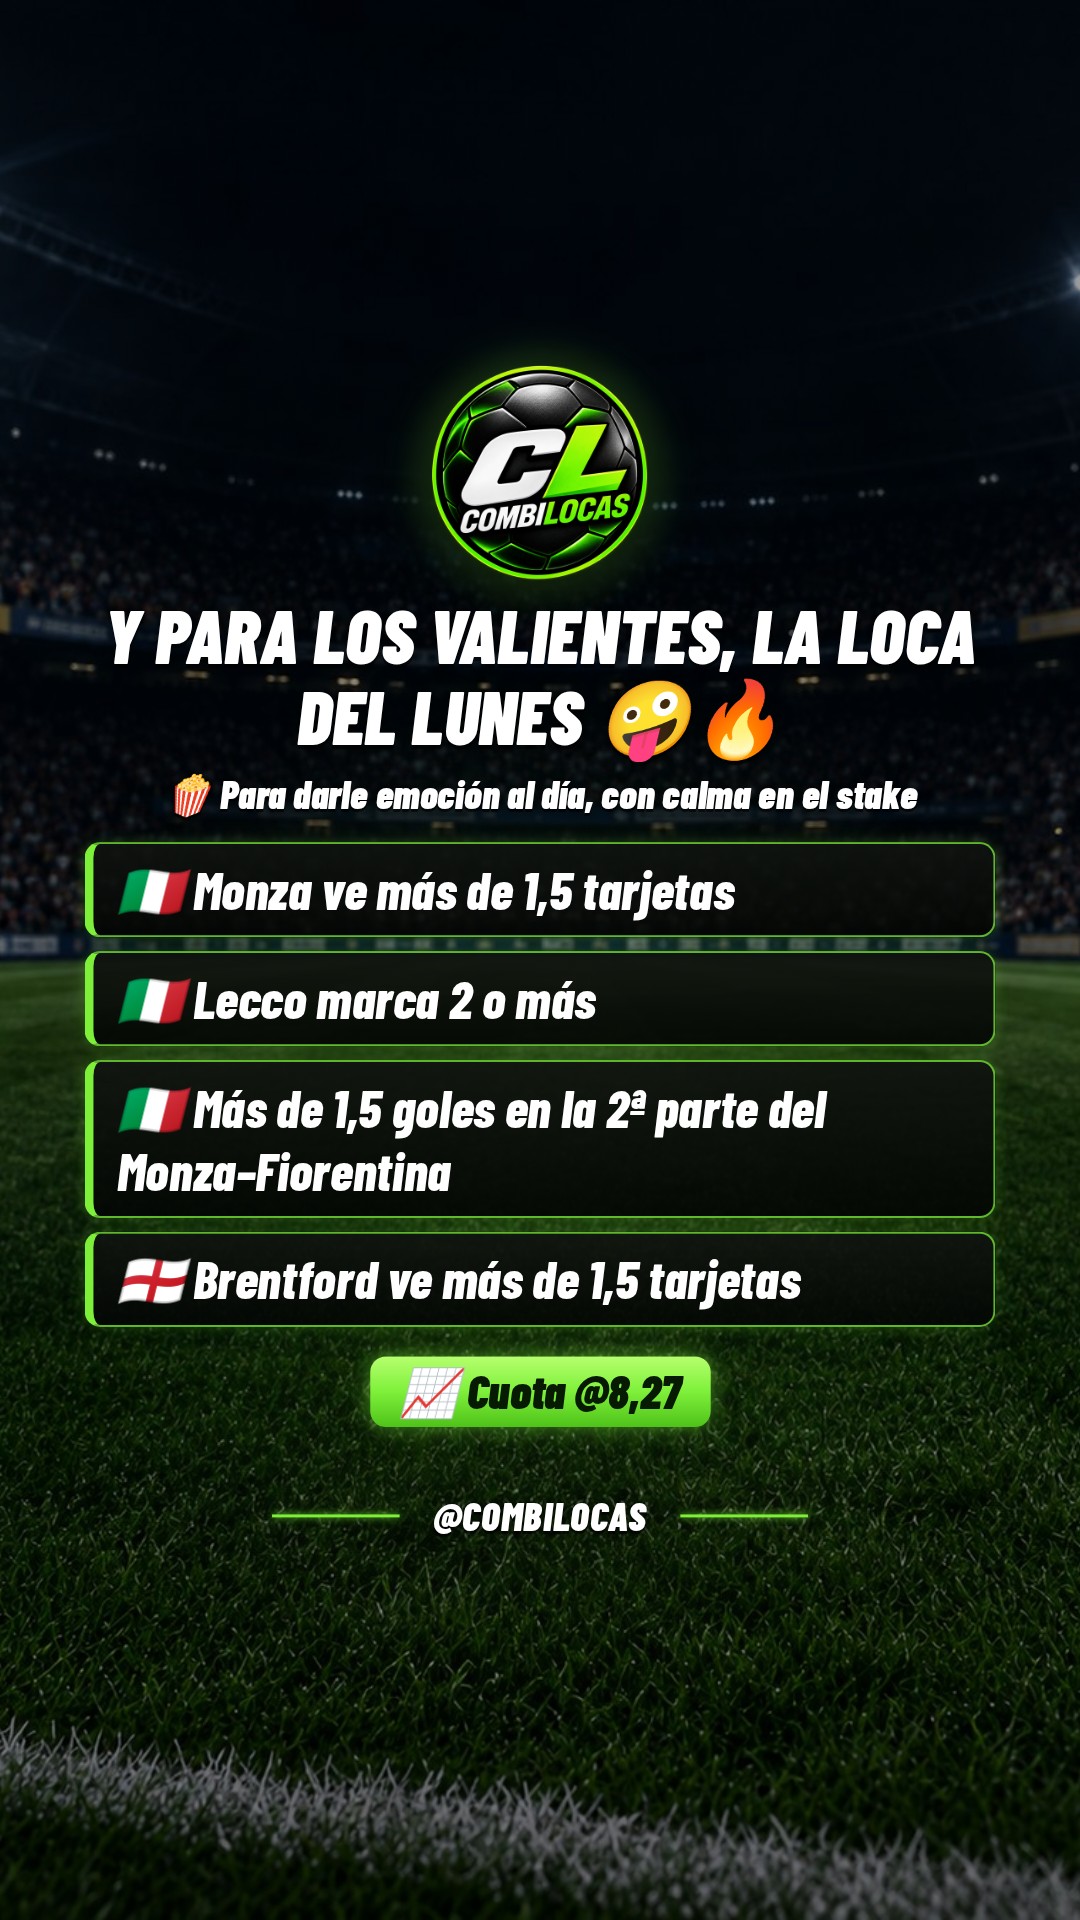 CL
COMBILOCAS
Y PARA LOS VALIENTES, LA LOCA
DEL LUNES 🤪🔥
🍿 Para darle emoción al día, con calma en el stake
🇮🇹 Monza ve más de 1,5 tarjetas
🇮🇹 Lecco marca 2 o más
🇮🇹 Más de 1,5 goles en la 2ª parte del
Monza-Fiorentina
🏴󠁧󠁢󠁥󠁮󠁧󠁿 Brentford ve más de 1,5 tarjetas
📈 Cuota @8,27
@COMBILOCAS